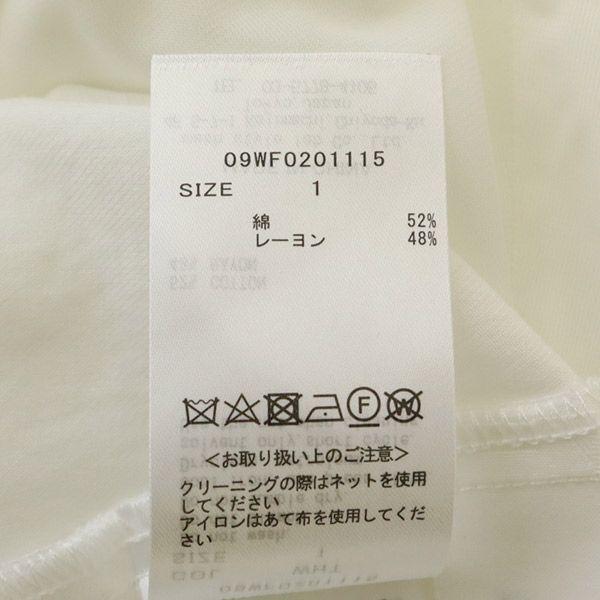 09WF0201115
SIZE 1
綿 52%
レーヨン 48%
F
W
<お取り扱い上のご注意>
クリーニングの際はネットを使用
してください
アイロンはあて布を使用してください